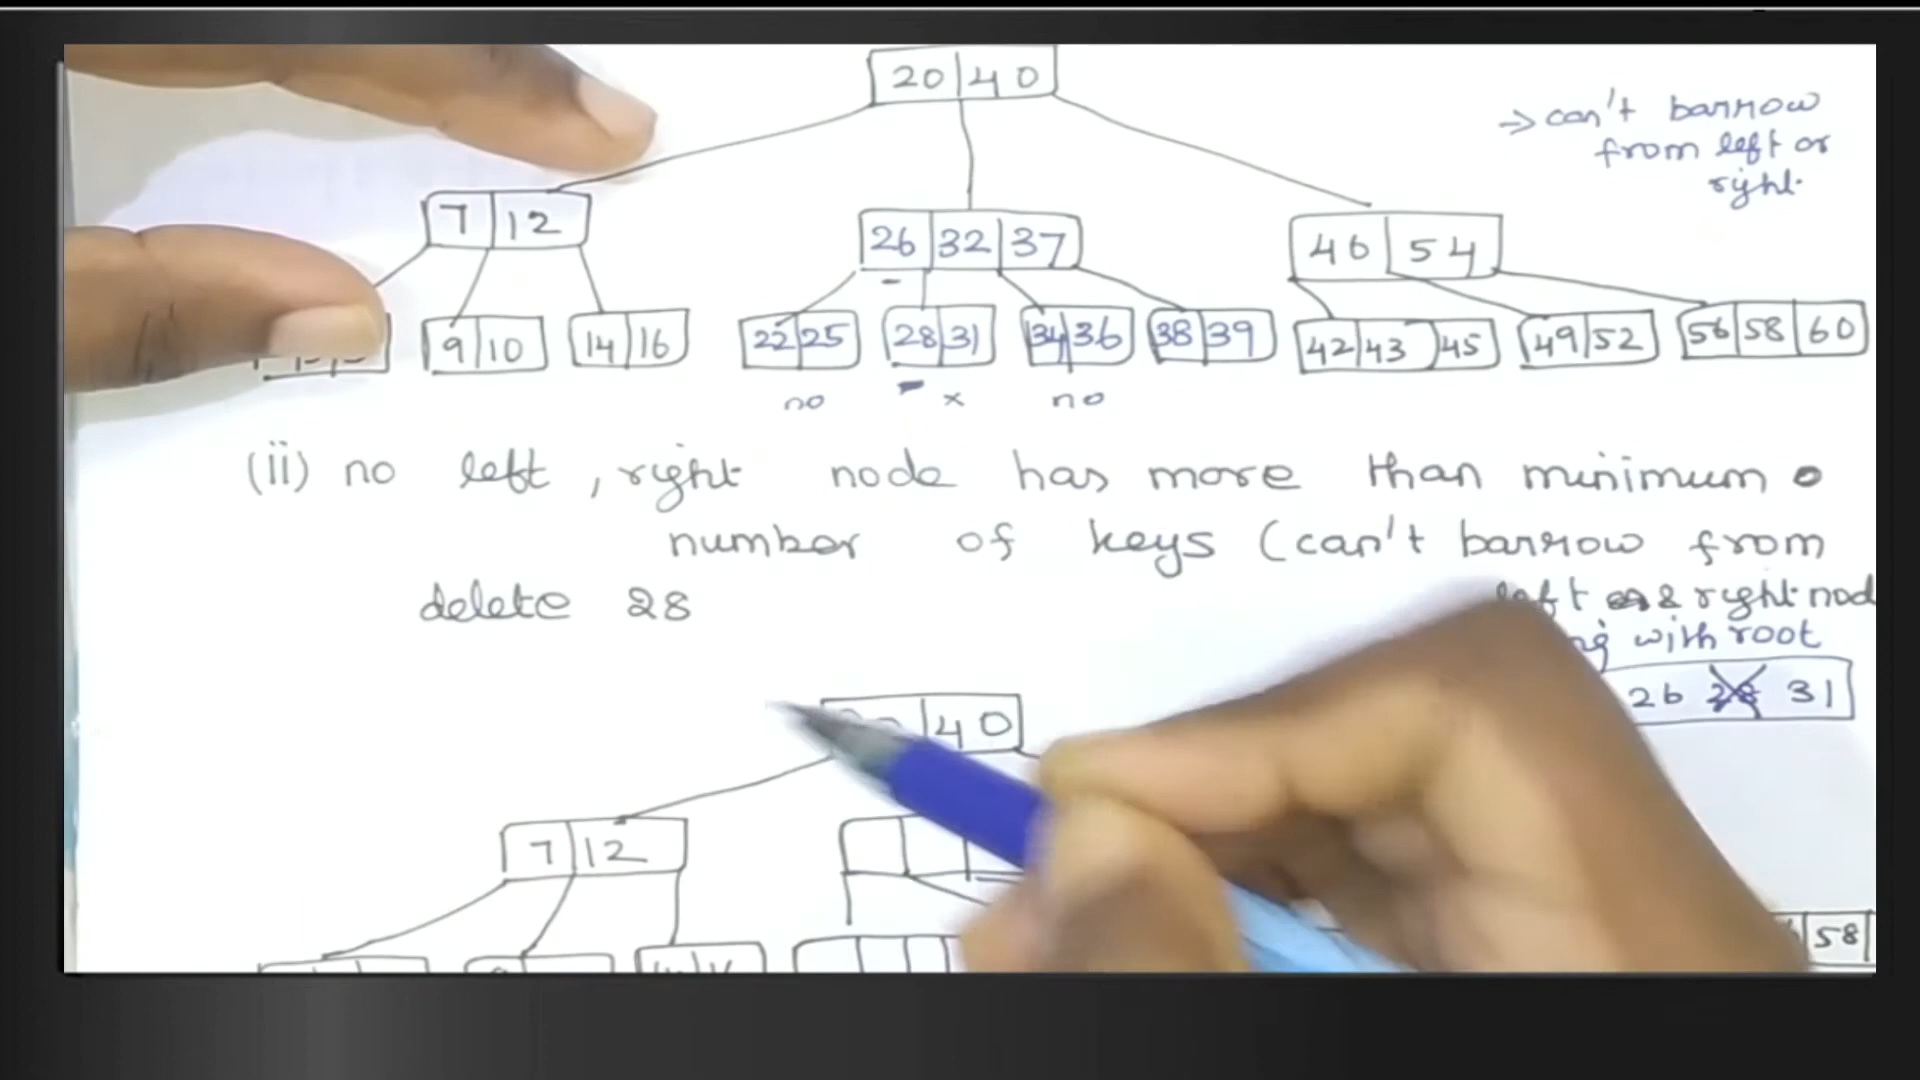 20 40
→ can't barrow
from left or
right.
7 12
26 32 37
46 54
9 10
14 16
22 25
28 31
34 36
38 39
42 43 45
49 52
56 58 60
no
x
no
(ii) no left, right node has more than minimum
number of keys (can't barrow from
left & right nod
delete 28
with root
26 28 31
40
7 12
58